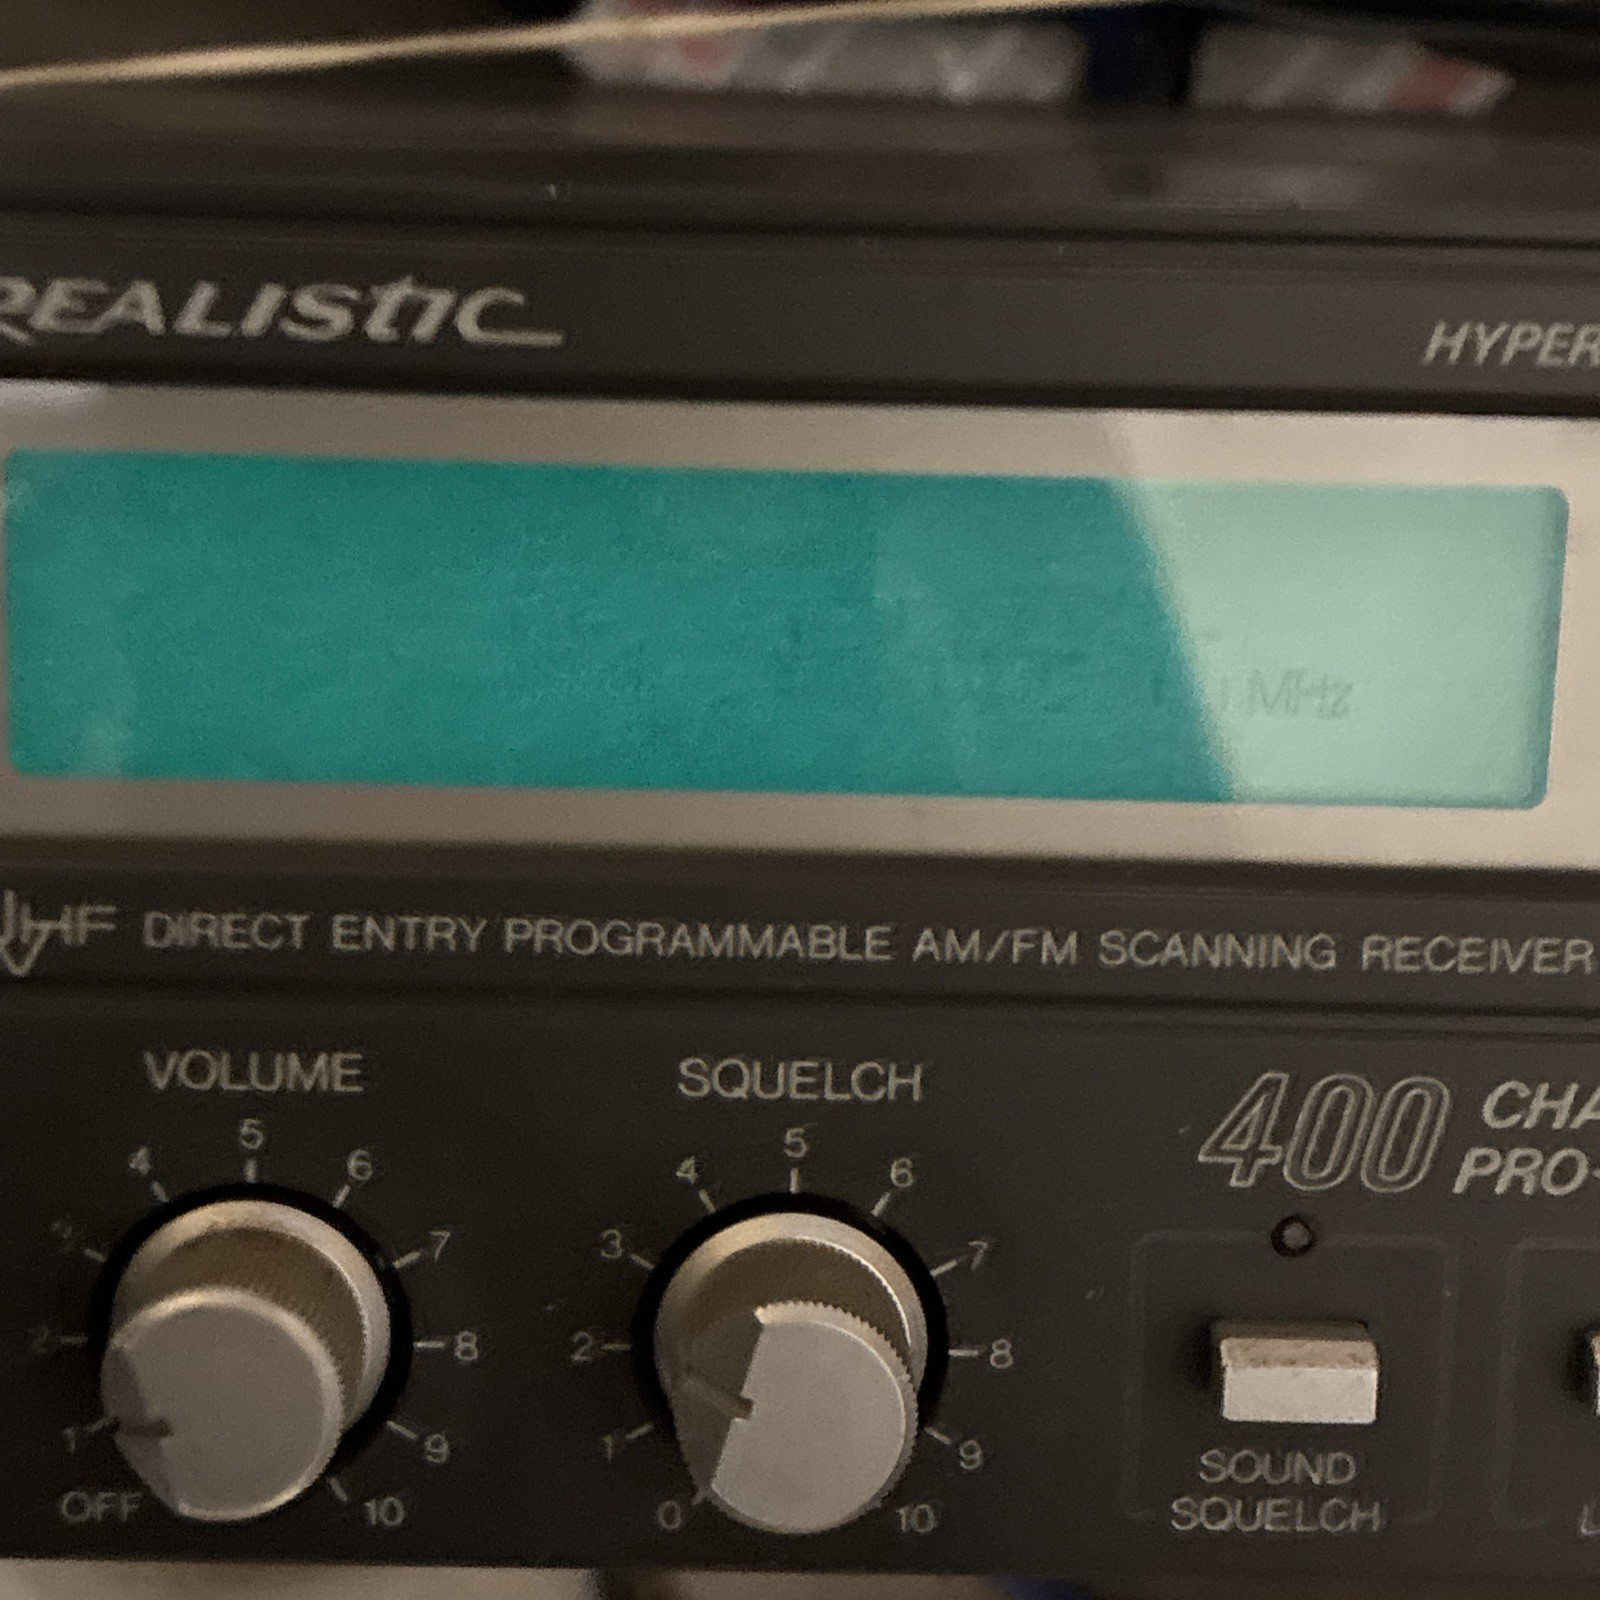 REALISTIC
HYPER
MHz
UHF DIRECT ENTRY PROGRAMMABLE AM/FM SCANNING RECEIVER
VOLUME
OFF 1 2 3 4 5 6 7 8 9 10
SQUELCH
0 1 2 3 4 5 6 7 8 9 10
400 CHA
PRO-
SOUND
SQUELCH
L